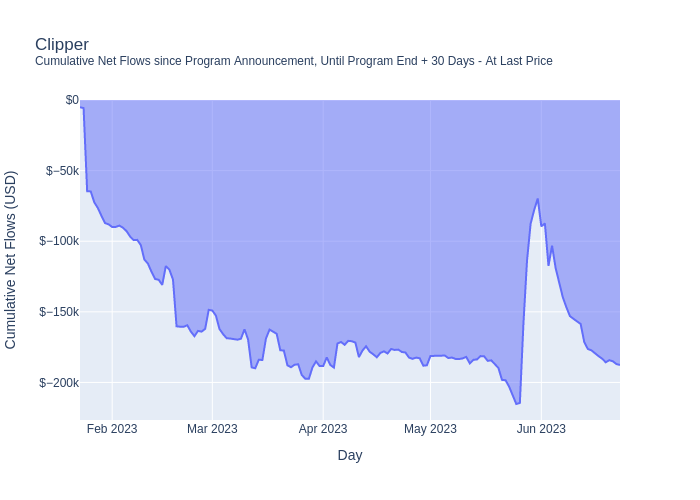 Clipper
Cumulative Net Flows since Program Announcement, Until Program End + 30 Days - At Last Price
$0
$−50k
$−100k
$−150k
$−200k
Cumulative Net Flows (USD)
Feb 2023
Mar 2023
Apr 2023
May 2023
Jun 2023
Day